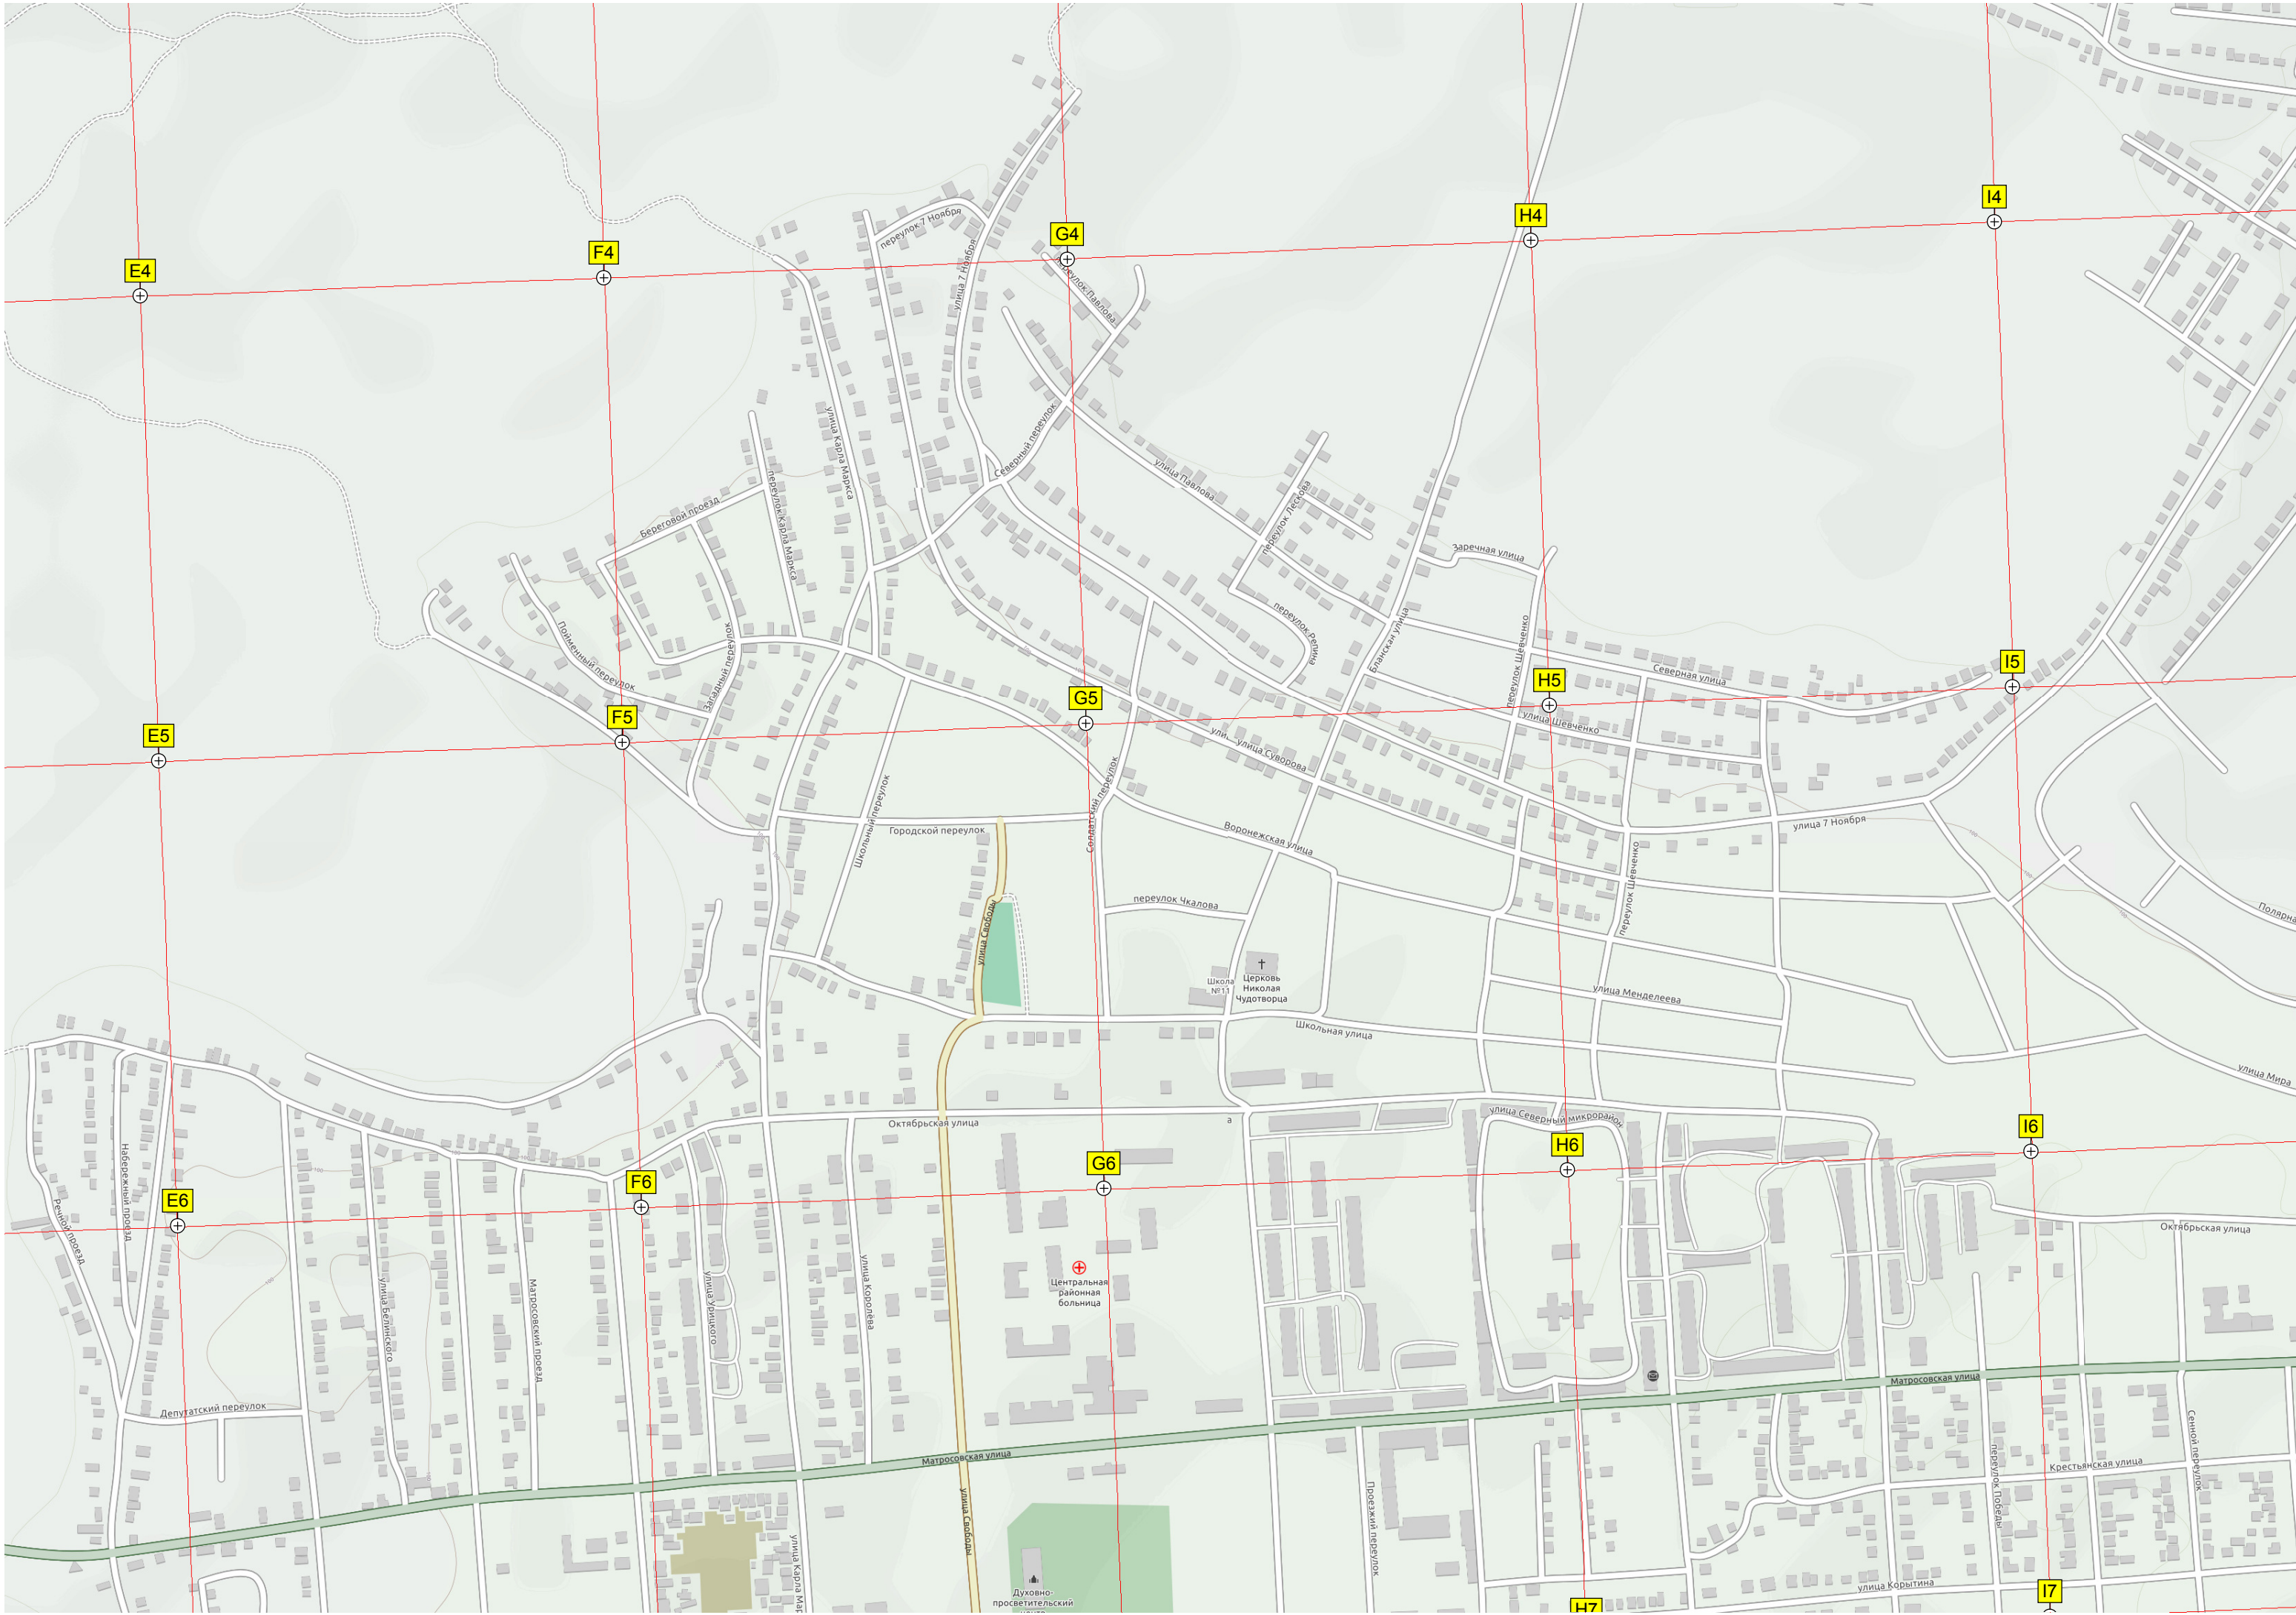 I4
H4
переулок 7 Ноября
G4
F4
улица 7 Ноября
E4
переулок Павлова
улица Карла Маркса
Северный переулок
улица Павлова
переулок Карла Маркса
Береговой проезд
переулок Лескова
Заречная улица
переулок Репина
Бланская улица
переулок Шевченко
Пойменный переулок
Западный переулок
Северная улица
I5
H5
G5
F5
E5
улица Шевченко
ули
улица Суворова
Солдатский переулок
Школьный переулок
Городской переулок
Воронежская улица
улица 7 Ноября
переулок Шевченко
переулок Чкалова
улица Свободы
Полярна
Школа
№11
Церковь
Николая
Чудотворца
улица Менделеева
Школьная улица
улица Мира
Октябрьская улица
а
улица Северный микрорайон
I6
H6
G6
F6
E6
Набережный проезд
Речной проезд
Октябрьская улица
Центральная
районная
больница
улица Белинского
Матросовский проезд
улица Урицкого
улица Королёва
Матросовская улица
Депутатский переулок
Матросовская улица
Сенной переулок
Крестьянская улица
переулок Победы
Проезжий переулок
улица Свободы
улица Карла Мар
Духовно-
просветительский
улица Корытина
I7
H7